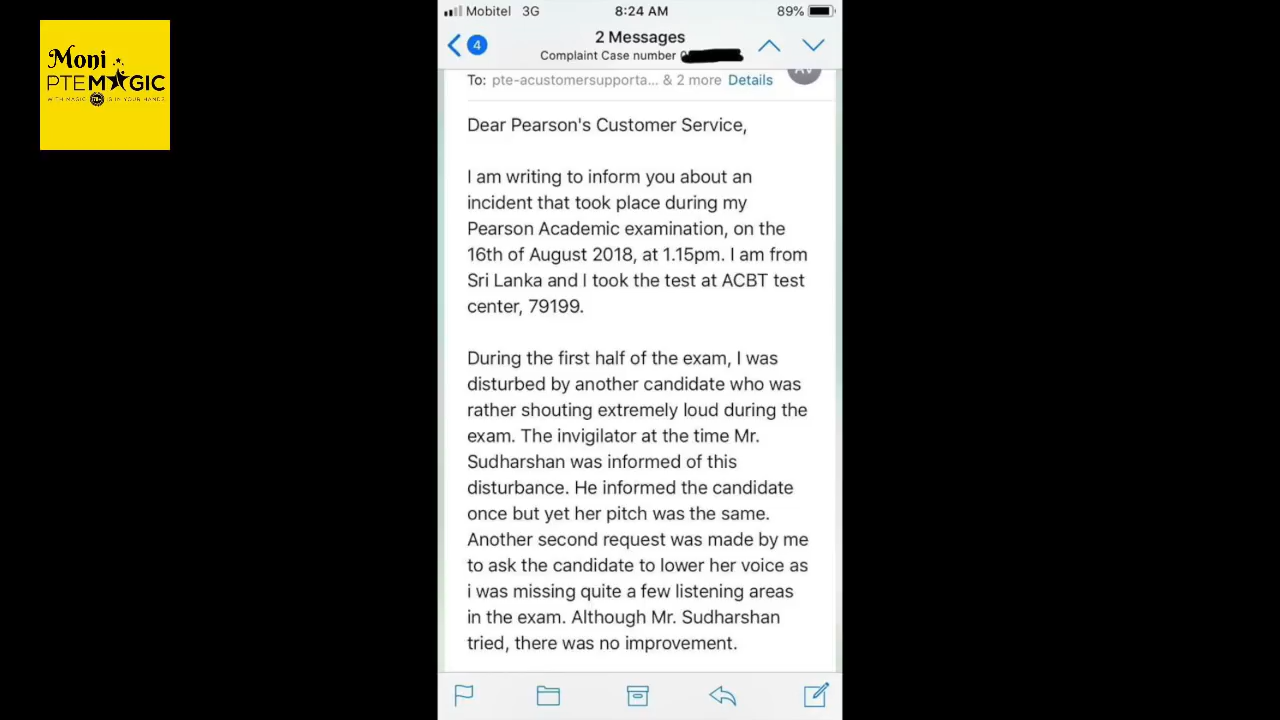 Mobitel 3G 8:24 AM 89%
4 2 Messages
Complaint Case number
To: pte-acustomersupporta... & 2 more Details
Moni
PTEMAGIC
WITH MAGIC IS IN YOUR HANDS
Dear Pearson's Customer Service,
I am writing to inform you about an
incident that took place during my
Pearson Academic examination, on the
16th of August 2018, at 1.15pm. I am from
Sri Lanka and I took the test at ACBT test
center, 79199.
During the first half of the exam, I was
disturbed by another candidate who was
rather shouting extremely loud during the
exam. The invigilator at the time Mr.
Sudharshan was informed of this
disturbance. He informed the candidate
once but yet her pitch was the same.
Another second request was made by me
to ask the candidate to lower her voice as
i was missing quite a few listening areas
in the exam. Although Mr. Sudharshan
tried, there was no improvement.